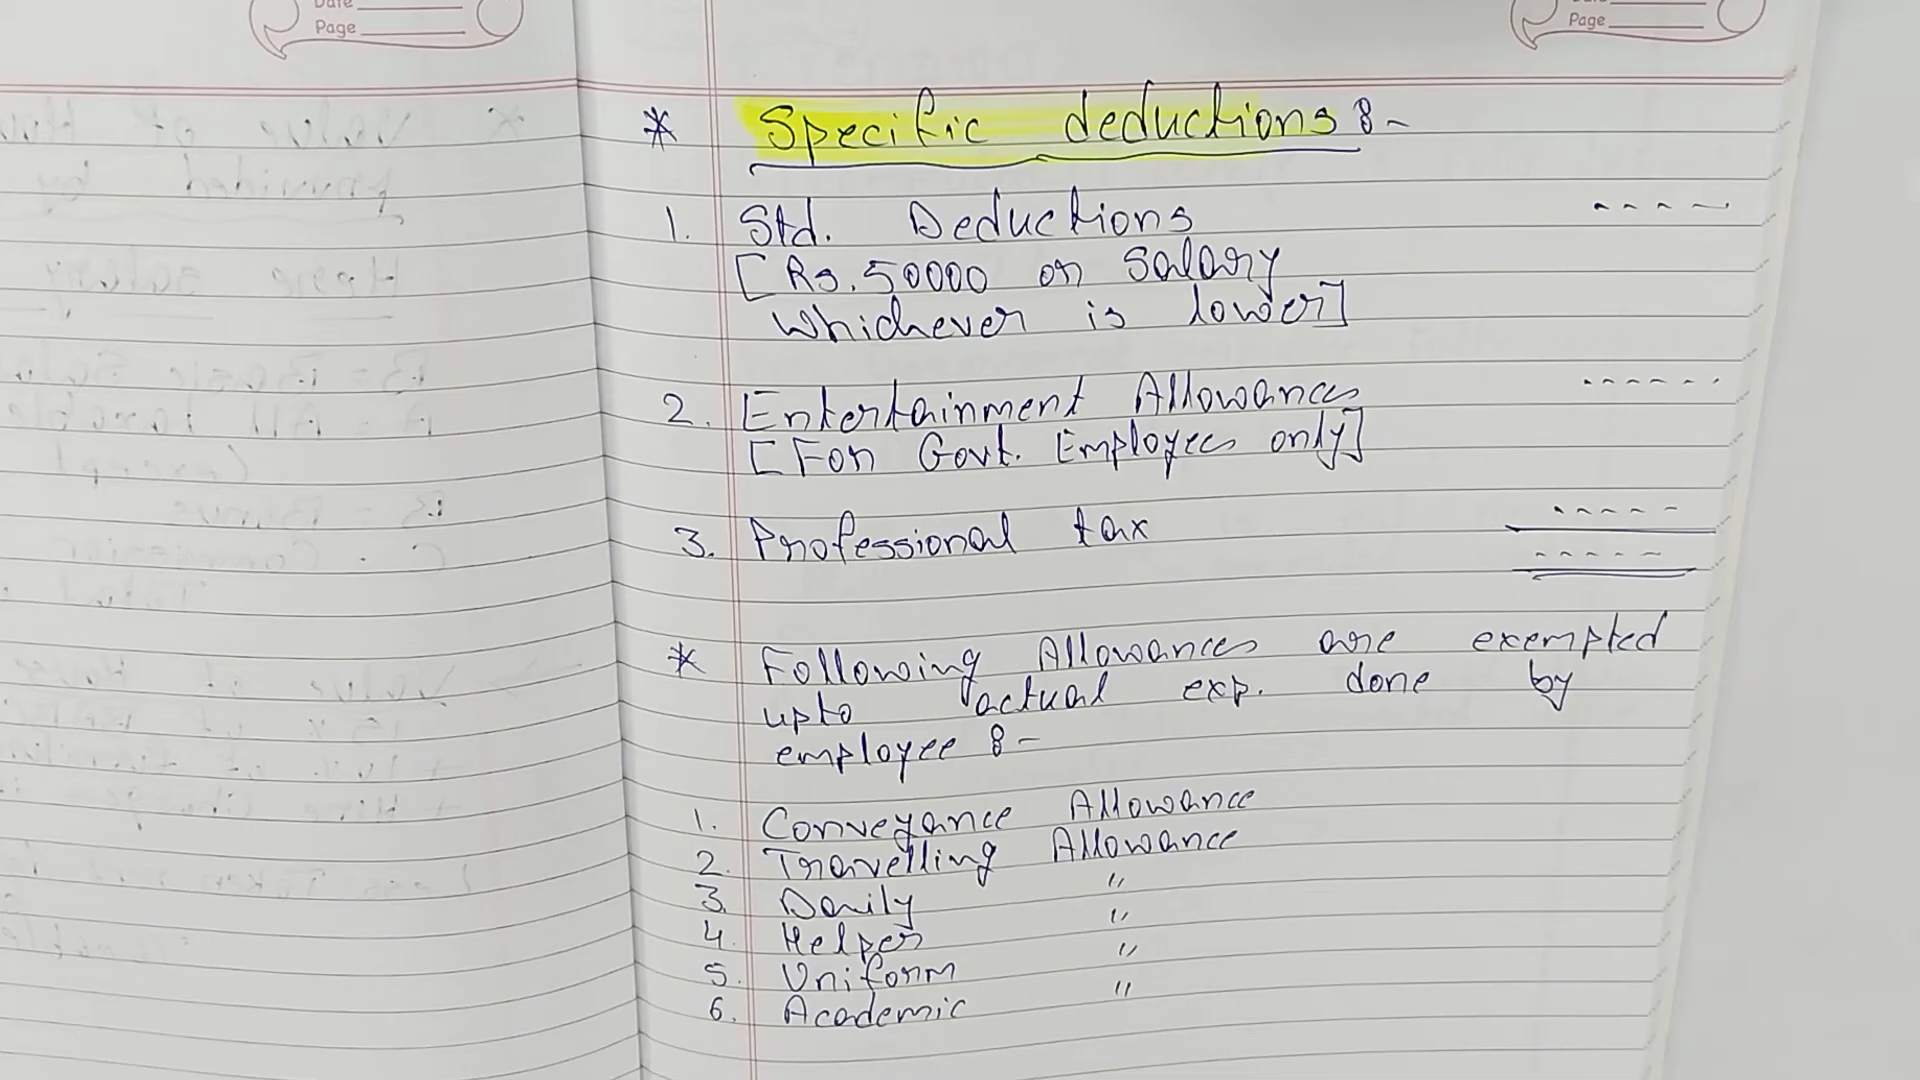 Date
Page
Page
* Specific deductions :-
1. Std. Deductions
[Rs. 50000 or Salary
whichever is lower]
2. Entertainment Allowances
[For Govt. Employees only]
3. Professional tax
* Following Allowances are exempted
upto actual exp. done by
employee :-
1. Conveyance Allowance
2. Travelling Allowance
3. Daily "
4. Helper "
5. Uniform "
6. Academic "